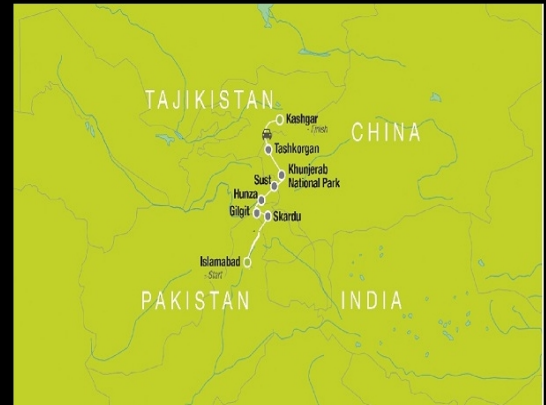 TAJIKISTAN
Kashgar
- Finish
CHINA
Tashkorgan
Khunjerab
National Park
Sust
Hunza
Gilgit
Skardu
Islamabad
- Start
PAKISTAN
INDIA